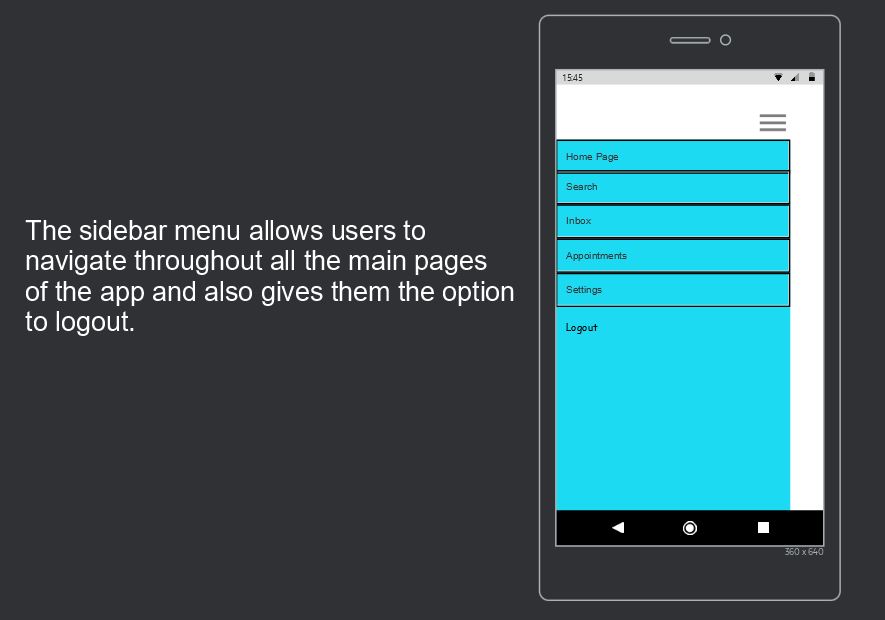 The sidebar menu allows users to
navigate throughout all the main pages
of the app and also gives them the option
to logout.
15:45
Home Page
Search
Inbox
Appointments
Settings
Logout
360 x 640